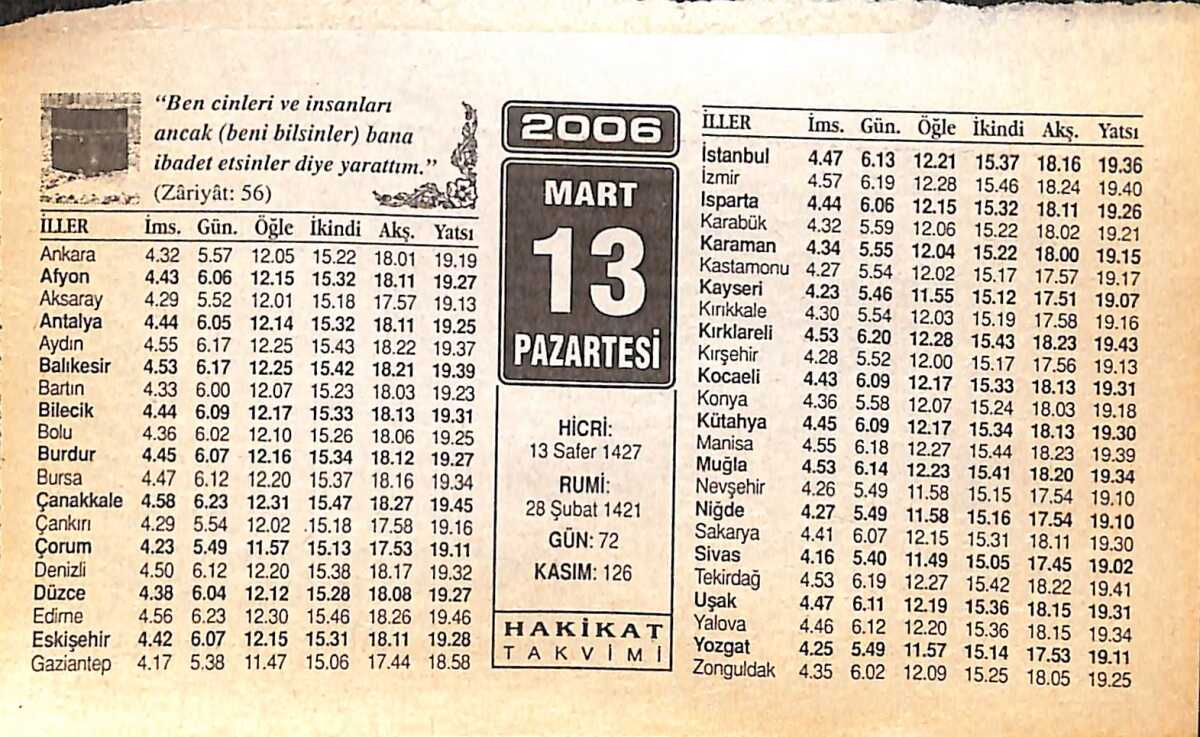 “Ben cinleri ve insanları
ancak (beni bilsinler) bana
ibadet etsinler diye yarattım.”
(Zâriyât: 56)
İLLER İms. Gün. Öğle İkindi Akş. Yatsı
Ankara 4.32 5.57 12.05 15.22 18.01 19.19
Afyon 4.43 6.06 12.15 15.32 18.11 19.27
Aksaray 4.29 5.52 12.01 15.18 17.57 19.13
Antalya 4.44 6.05 12.14 15.32 18.11 19.25
Aydın 4.55 6.17 12.25 15.43 18.22 19.37
Balıkesir 4.53 6.17 12.25 15.42 18.21 19.39
Bartın 4.33 6.00 12.07 15.23 18.03 19.23
Bilecik 4.44 6.09 12.17 15.33 18.13 19.31
Bolu 4.36 6.02 12.10 15.26 18.06 19.25
Burdur 4.45 6.07 12.16 15.34 18.12 19.27
Bursa 4.47 6.12 12.20 15.37 18.16 19.34
Çanakkale 4.58 6.23 12.31 15.47 18.27 19.45
Çankırı 4.29 5.54 12.02 15.18 17.58 19.16
Çorum 4.23 5.49 11.57 15.13 17.53 19.11
Denizli 4.50 6.12 12.20 15.38 18.17 19.32
Düzce 4.38 6.04 12.12 15.28 18.08 19.27
Edirne 4.56 6.23 12.30 15.46 18.26 19.46
Eskişehir 4.42 6.07 12.15 15.31 18.11 19.28
Gaziantep 4.17 5.38 11.47 15.06 17.44 18.58
2006
MART
13
PAZARTESİ
HİCRİ:
13 Safer 1427
RUMİ:
28 Şubat 1421
GÜN: 72
KASIM: 126
HAKİKAT
TAKVİMİ
İLLER İms. Gün. Öğle İkindi Akş. Yatsı
İstanbul 4.47 6.13 12.21 15.37 18.16 19.36
İzmir 4.57 6.19 12.28 15.46 18.24 19.40
Isparta 4.44 6.06 12.15 15.32 18.11 19.26
Karabük 4.32 5.59 12.06 15.22 18.02 19.21
Karaman 4.34 5.55 12.04 15.22 18.00 19.15
Kastamonu 4.27 5.54 12.02 15.17 17.57 19.17
Kayseri 4.23 5.46 11.55 15.12 17.51 19.07
Kırıkkale 4.30 5.54 12.03 15.19 17.58 19.16
Kırklareli 4.53 6.20 12.28 15.43 18.23 19.43
Kırşehir 4.28 5.52 12.00 15.17 17.56 19.13
Kocaeli 4.43 6.09 12.17 15.33 18.13 19.31
Konya 4.36 5.58 12.07 15.24 18.03 19.18
Kütahya 4.45 6.09 12.17 15.34 18.13 19.30
Manisa 4.55 6.18 12.27 15.44 18.23 19.39
Muğla 4.53 6.14 12.23 15.41 18.20 19.34
Nevşehir 4.26 5.49 11.58 15.15 17.54 19.10
Niğde 4.27 5.49 11.58 15.16 17.54 19.10
Sakarya 4.41 6.07 12.15 15.31 18.11 19.30
Sivas 4.16 5.40 11.49 15.05 17.45 19.02
Tekirdağ 4.53 6.19 12.27 15.42 18.22 19.41
Uşak 4.47 6.11 12.19 15.36 18.15 19.31
Yalova 4.46 6.12 12.20 15.36 18.15 19.34
Yozgat 4.25 5.49 11.57 15.14 17.53 19.11
Zonguldak 4.35 6.02 12.09 15.25 18.05 19.25